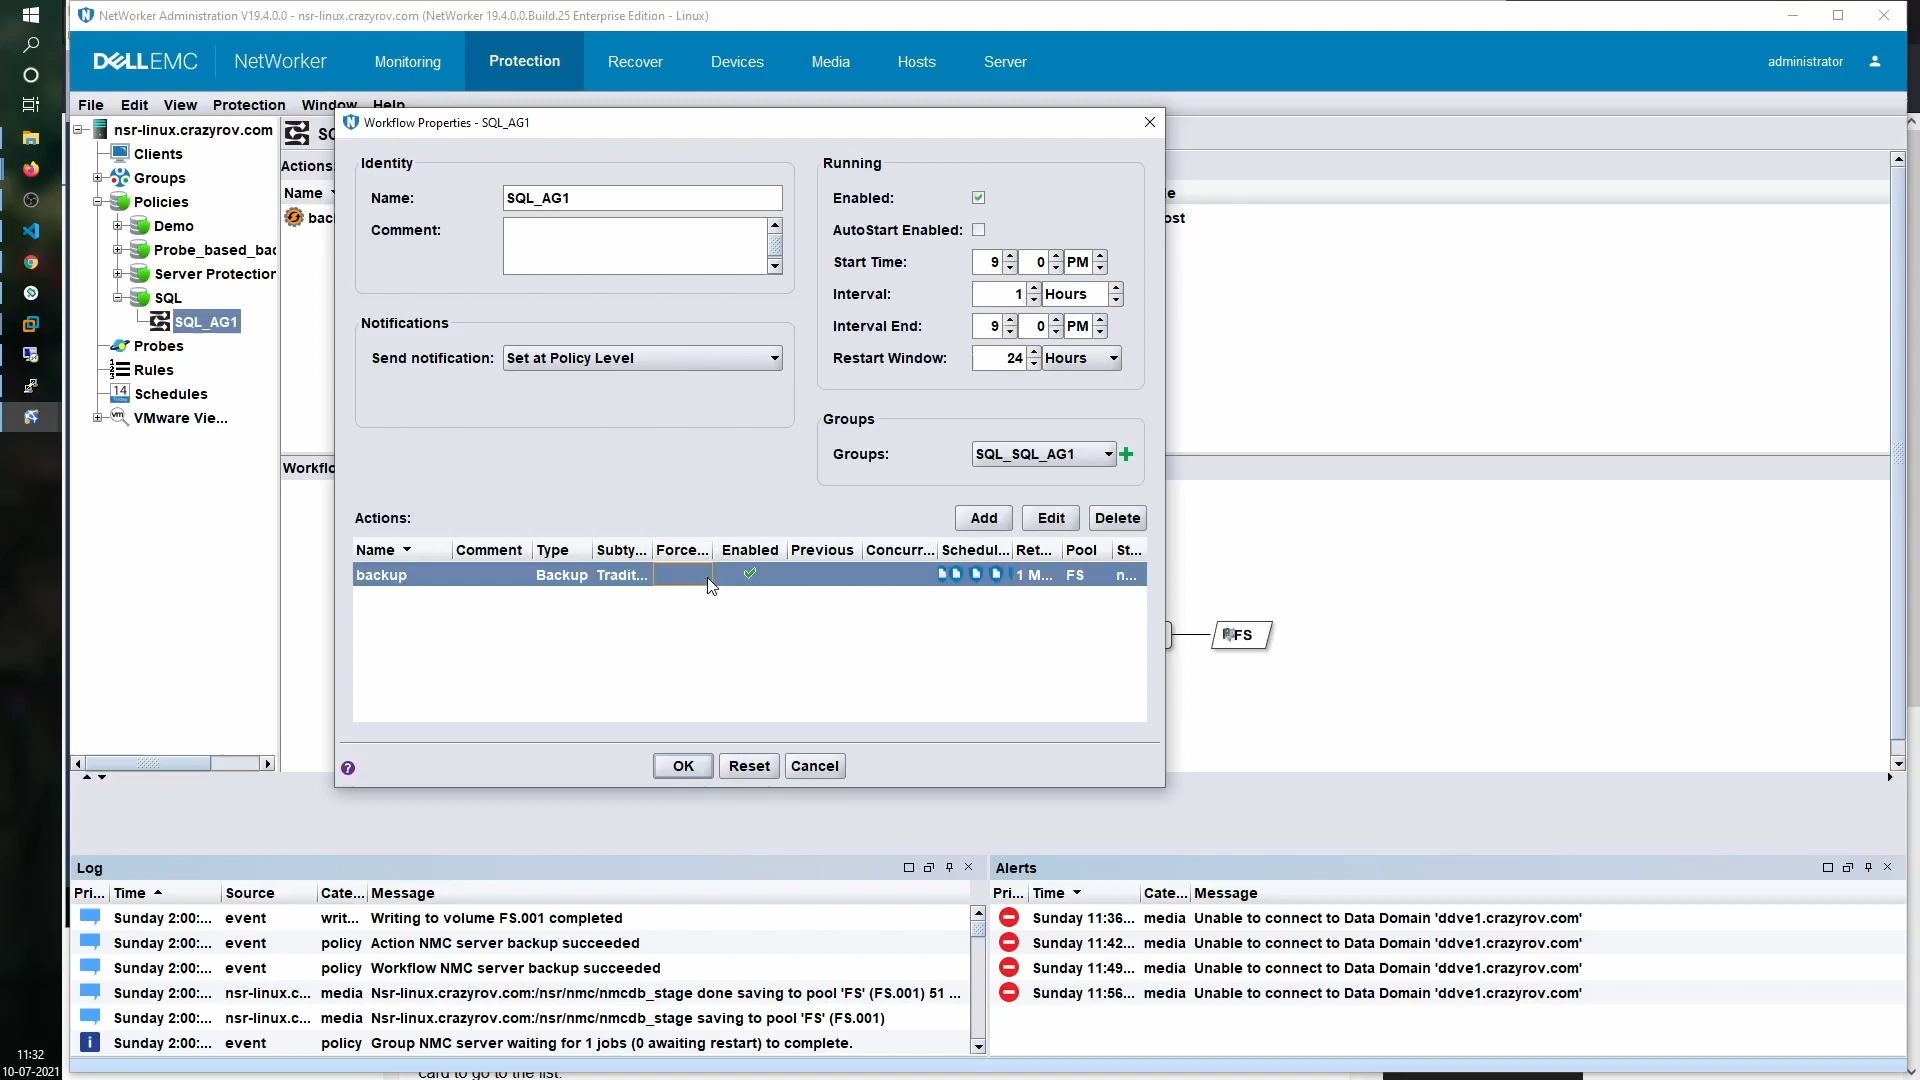 NetWorker Administration V19.4.0.0 - nsr-linux.crazyrov.com (NetWorker 19.4.0.0.Build.25 Enterprise Edition - Linux)
DELLEMC NetWorker Monitoring Protection Recover Devices Media Hosts Server administrator
File Edit View Protection Window Help
nsr-linux.crazyrov.com
Clients
Groups
Policies
Demo
Probe_based_bac
Server Protection
SQL
SQL_AG1
Probes
Rules
14
Schedules
vm VMware Vie...
Actions:
Name
bac
Workflo
Workflow Properties - SQL_AG1
Identity
Name: SQL_AG1
Comment:
Notifications
Send notification: Set at Policy Level
Running
Enabled:
AutoStart Enabled:
Start Time: 9 0 PM
Interval: 1 Hours
Interval End: 9 0 PM
Restart Window: 24 Hours
Groups
Groups: SQL_SQL_AG1
Actions: Add Edit Delete
Name Comment Type Subty... Force... Enabled Previous Concurr... Schedul... Ret... Pool St...
backup Backup Tradit... 1 M... FS n...
OK Reset Cancel
ost
FS
Log
Pri... Time Source Cate... Message
Sunday 2:00:... event writ... Writing to volume FS.001 completed
Sunday 2:00:... event policy Action NMC server backup succeeded
Sunday 2:00:... event policy Workflow NMC server backup succeeded
Sunday 2:00:... nsr-linux.c... media Nsr-linux.crazyrov.com:/nsr/nmc/nmcdb_stage done saving to pool 'FS' (FS.001) 51 ...
Sunday 2:00:... nsr-linux.c... media Nsr-linux.crazyrov.com:/nsr/nmc/nmcdb_stage saving to pool 'FS' (FS.001)
Sunday 2:00:... event policy Group NMC server waiting for 1 jobs (0 awaiting restart) to complete.
Alerts
Pri... Time Cate... Message
Sunday 11:36... media Unable to connect to Data Domain 'ddve1.crazyrov.com'
Sunday 11:42... media Unable to connect to Data Domain 'ddve1.crazyrov.com'
Sunday 11:49... media Unable to connect to Data Domain 'ddve1.crazyrov.com'
Sunday 11:56... media Unable to connect to Data Domain 'ddve1.crazyrov.com'
card to go to the list.
11:32
10-07-2021